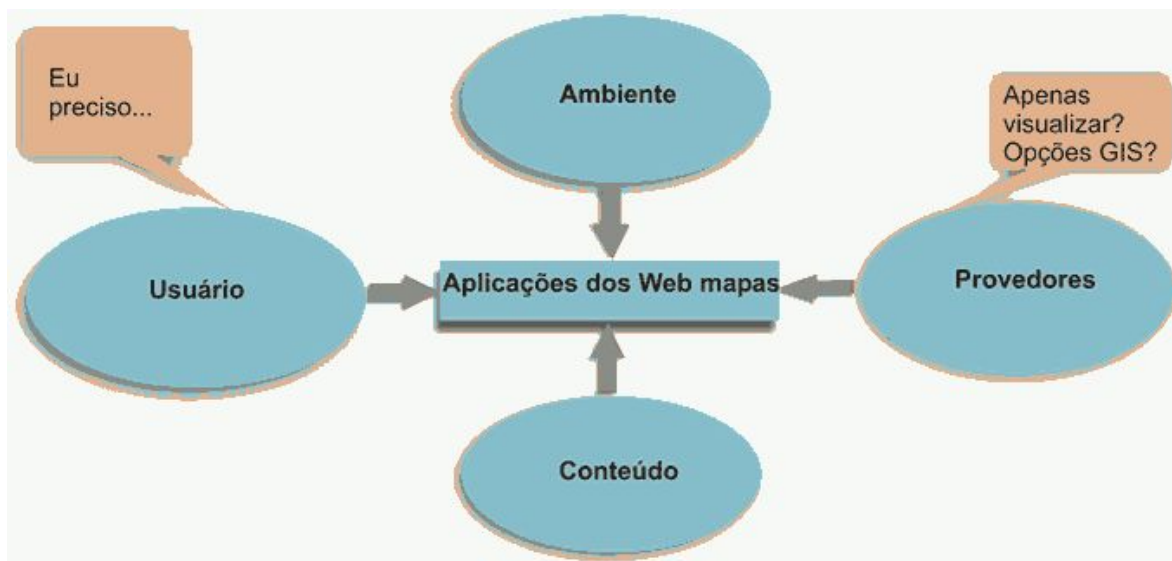 Eu
preciso...
Ambiente
Apenas
visualizar?
Opções GIS?
Usuário
Aplicações dos Web mapas
Provedores
Conteúdo